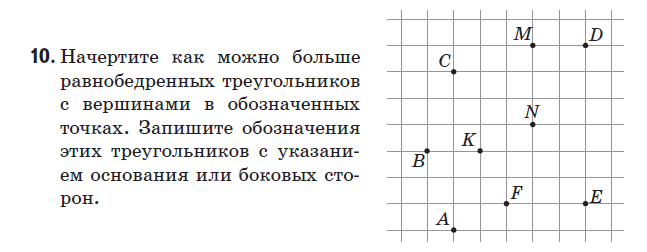 10. Начертите как можно больше
равнобедренных треугольников
с вершинами в обозначенных
точках. Запишите обозначения
этих треугольников с указани-
ем основания или боковых сто-
рон.
M D
C
N
K
B
F E
A